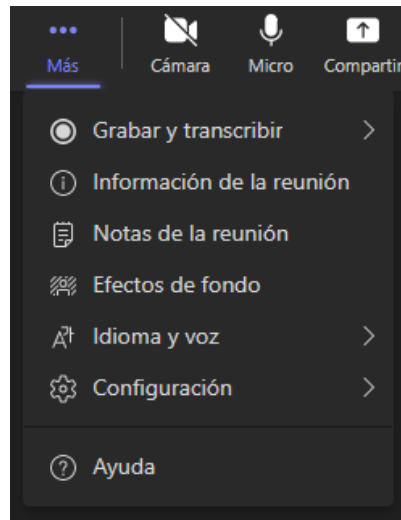 Más
Cámara
Micro
Compartir
Grabar y transcribir
Información de la reunión
Notas de la reunión
Efectos de fondo
Idioma y voz
Configuración
Ayuda